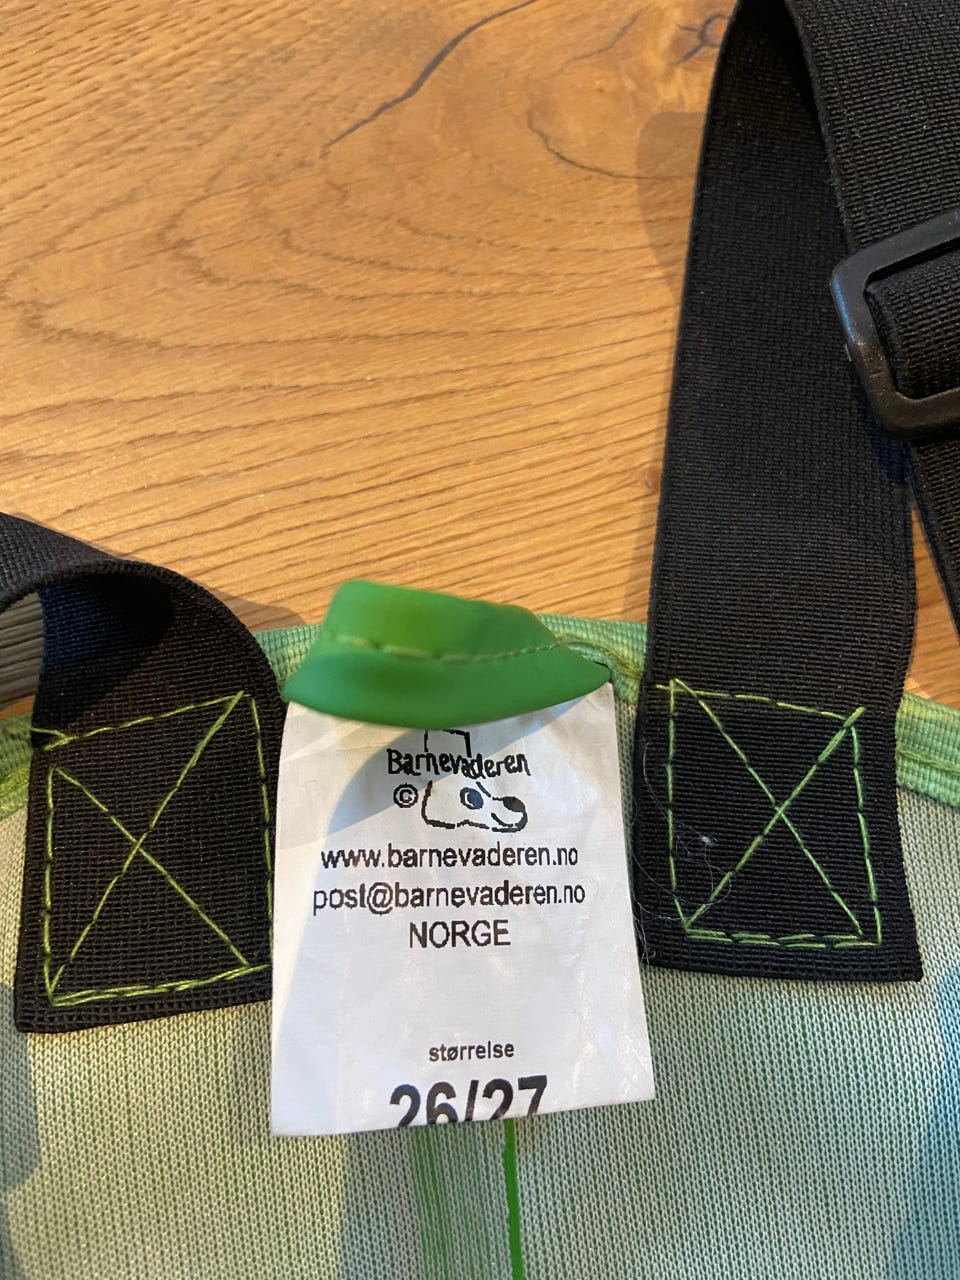 Barnevaderen
©
www.barnevaderen.no
post@barnevaderen.no
NORGE
størrelse
26/27